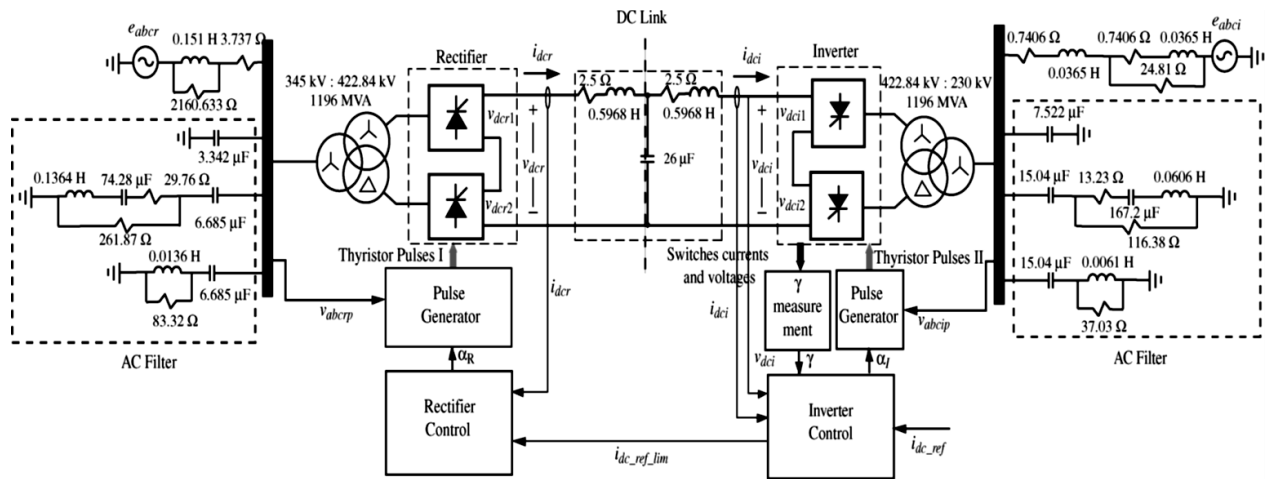 DC Link
e_abcr
0.151 H 3.737 Ω
2160.633 Ω
345 kV : 422.84 kV
1196 MVA
Rectifier
i_dcr
2.5 Ω
2.5 Ω
0.5968 H
0.5968 H
26 μF
i_dci
Inverter
422.84 kV : 230 kV
1196 MVA
0.7406 Ω
0.0365 H
0.7406 Ω
0.0365 H
24.81 Ω
e_abci
3.342 μF
0.1364 H
74.28 μF
29.76 Ω
6.685 μF
261.87 Ω
0.0136 H
6.685 μF
83.32 Ω
AC Filter
v_dcr1
v_dcr2
+
v_dcr
−
+
v_dci
−
v_dci1
v_dci2
7.522 μF
15.04 μF
13.23 Ω
0.0606 H
167.2 μF
116.38 Ω
15.04 μF
0.0061 H
37.03 Ω
AC Filter
Thyristor Pulses I
Switches currents
and voltages
Thyristor Pulses II
v_abcrp
Pulse
Generator
i_dcr
i_dci
γ
measure
ment
Pulse
Generator
v_abcip
α_R
v_dci
γ
α_I
Rectifier
Control
i_dc_ref_lim
Inverter
Control
i_dc_ref